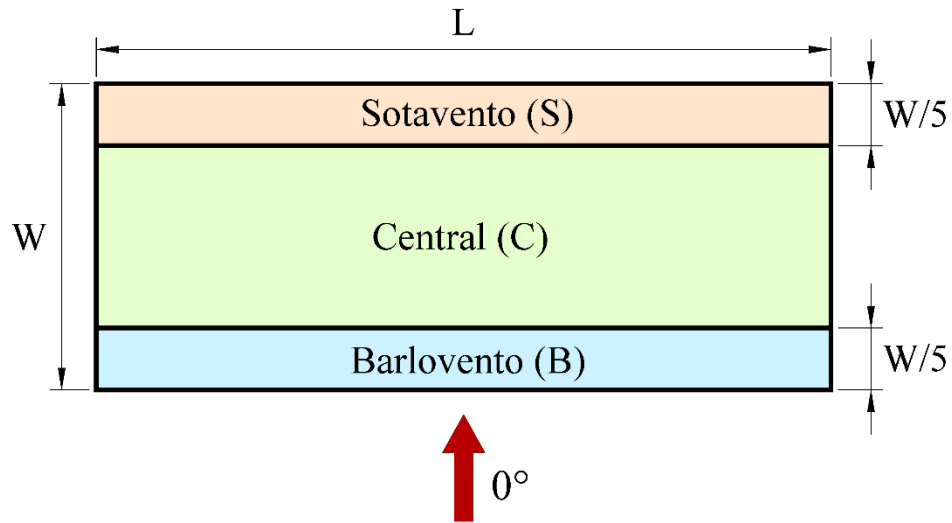 L
Sotavento (S)
W/5
W
Central (C)
Barlovento (B)
W/5
0°